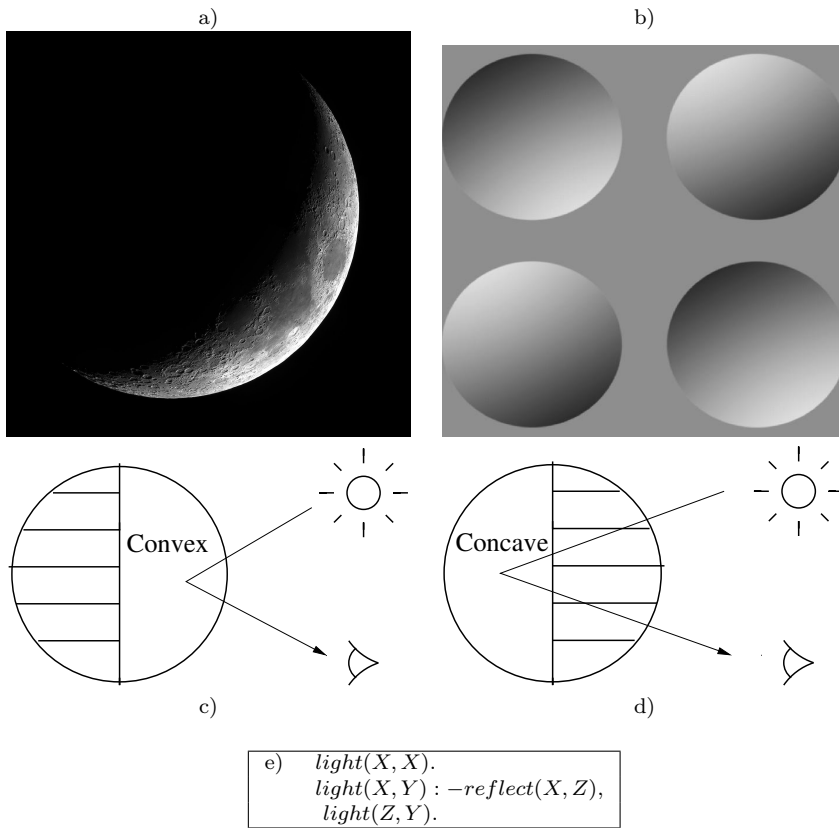 a)
b)
Convex
Concave
c)
d)
e) light(X, X).
light(X, Y) : −reflect(X, Z),
light(Z, Y).